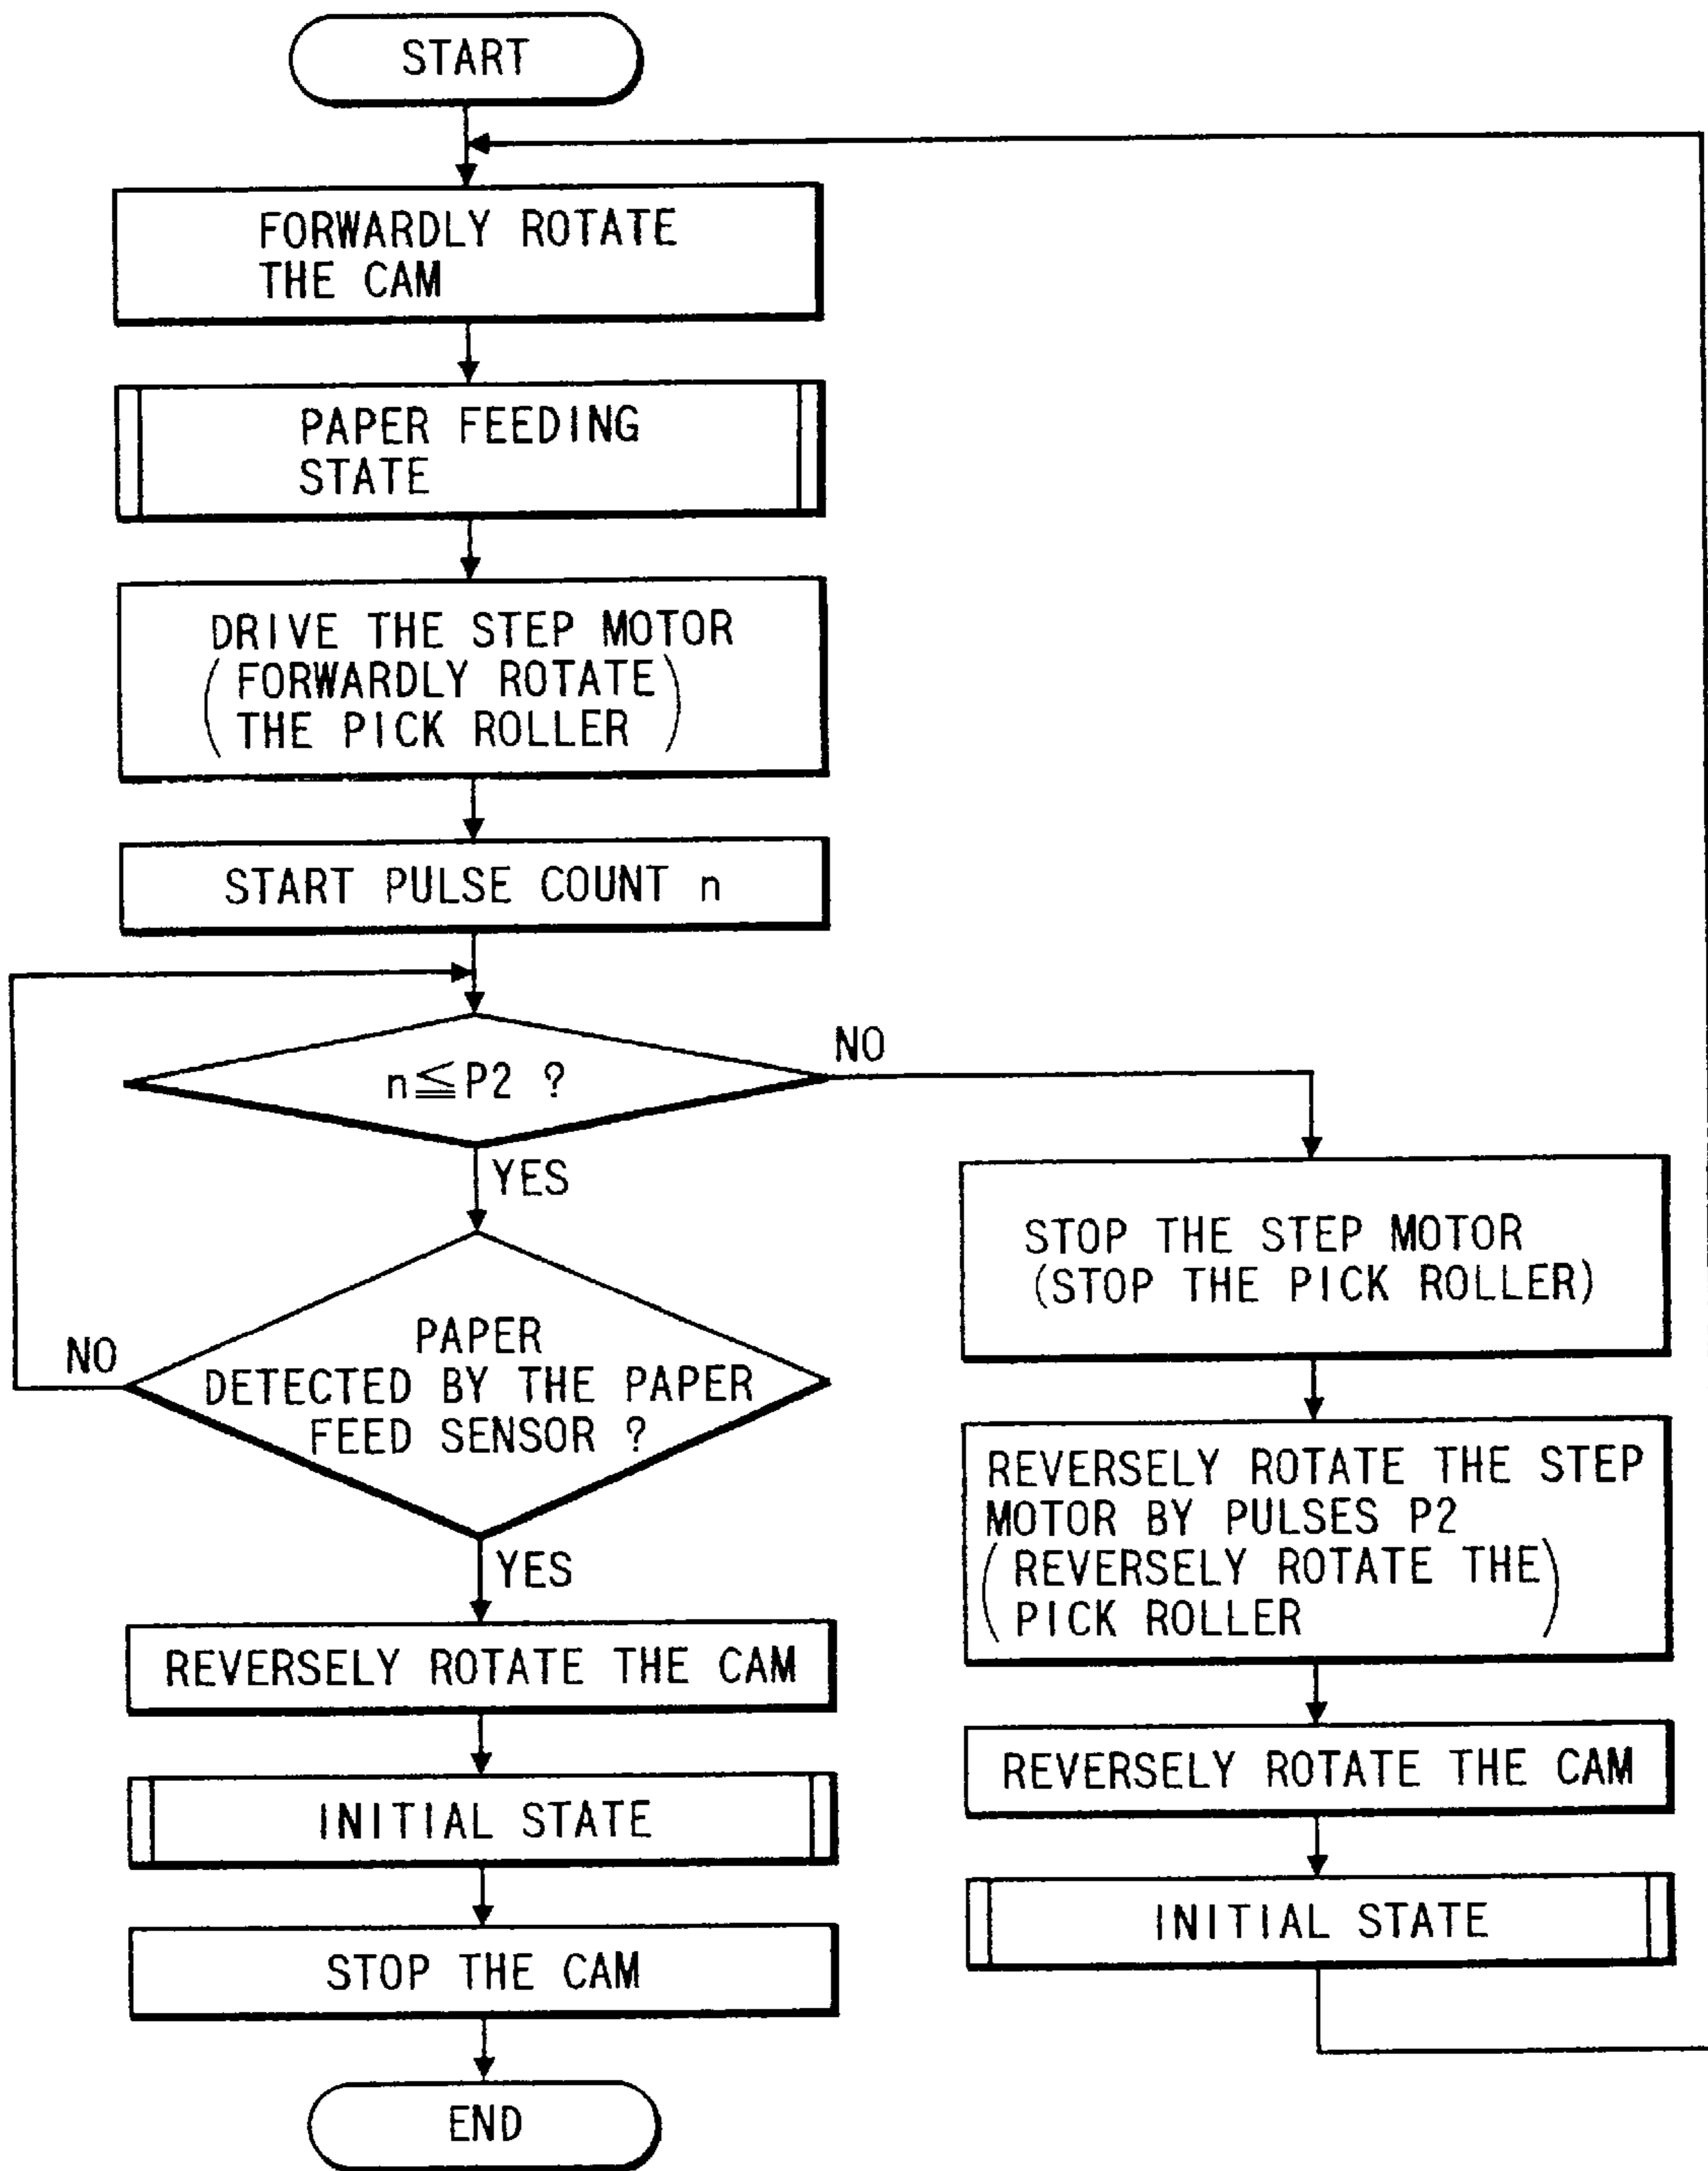 START
FORWARDLY ROTATE
THE CAM
PAPER FEEDING
STATE
DRIVE THE STEP MOTOR
(FORWARDLY ROTATE
THE PICK ROLLER)
START PULSE COUNT n
n≦P2 ?
NO
YES
PAPER
DETECTED BY THE PAPER
FEED SENSOR ?
NO
YES
REVERSELY ROTATE THE CAM
INITIAL STATE
STOP THE CAM
END
STOP THE STEP MOTOR
(STOP THE PICK ROLLER)
REVERSELY ROTATE THE STEP
MOTOR BY PULSES P2
(REVERSELY ROTATE THE
PICK ROLLER)
REVERSELY ROTATE THE CAM
INITIAL STATE